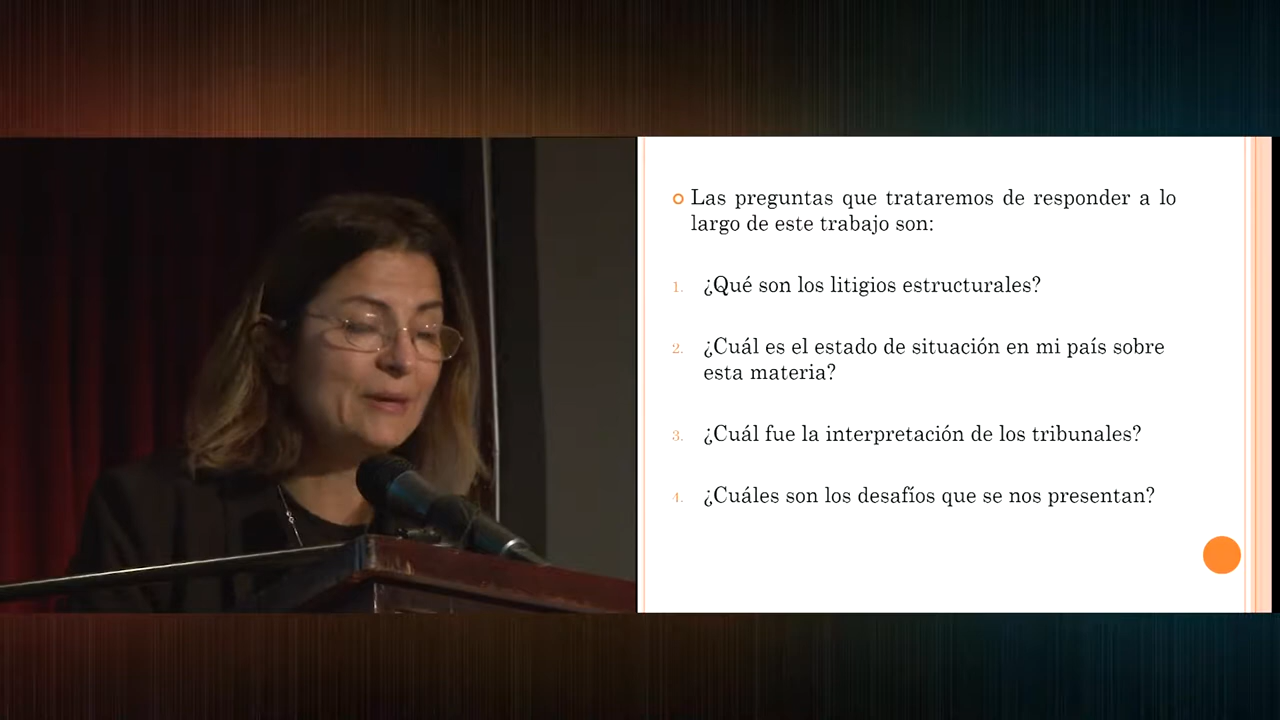 Las preguntas que trataremos de responder a lo
largo de este trabajo son:
1. ¿Qué son los litigios estructurales?
2. ¿Cuál es el estado de situación en mi país sobre
esta materia?
3. ¿Cuál fue la interpretación de los tribunales?
4. ¿Cuáles son los desafíos que se nos presentan?